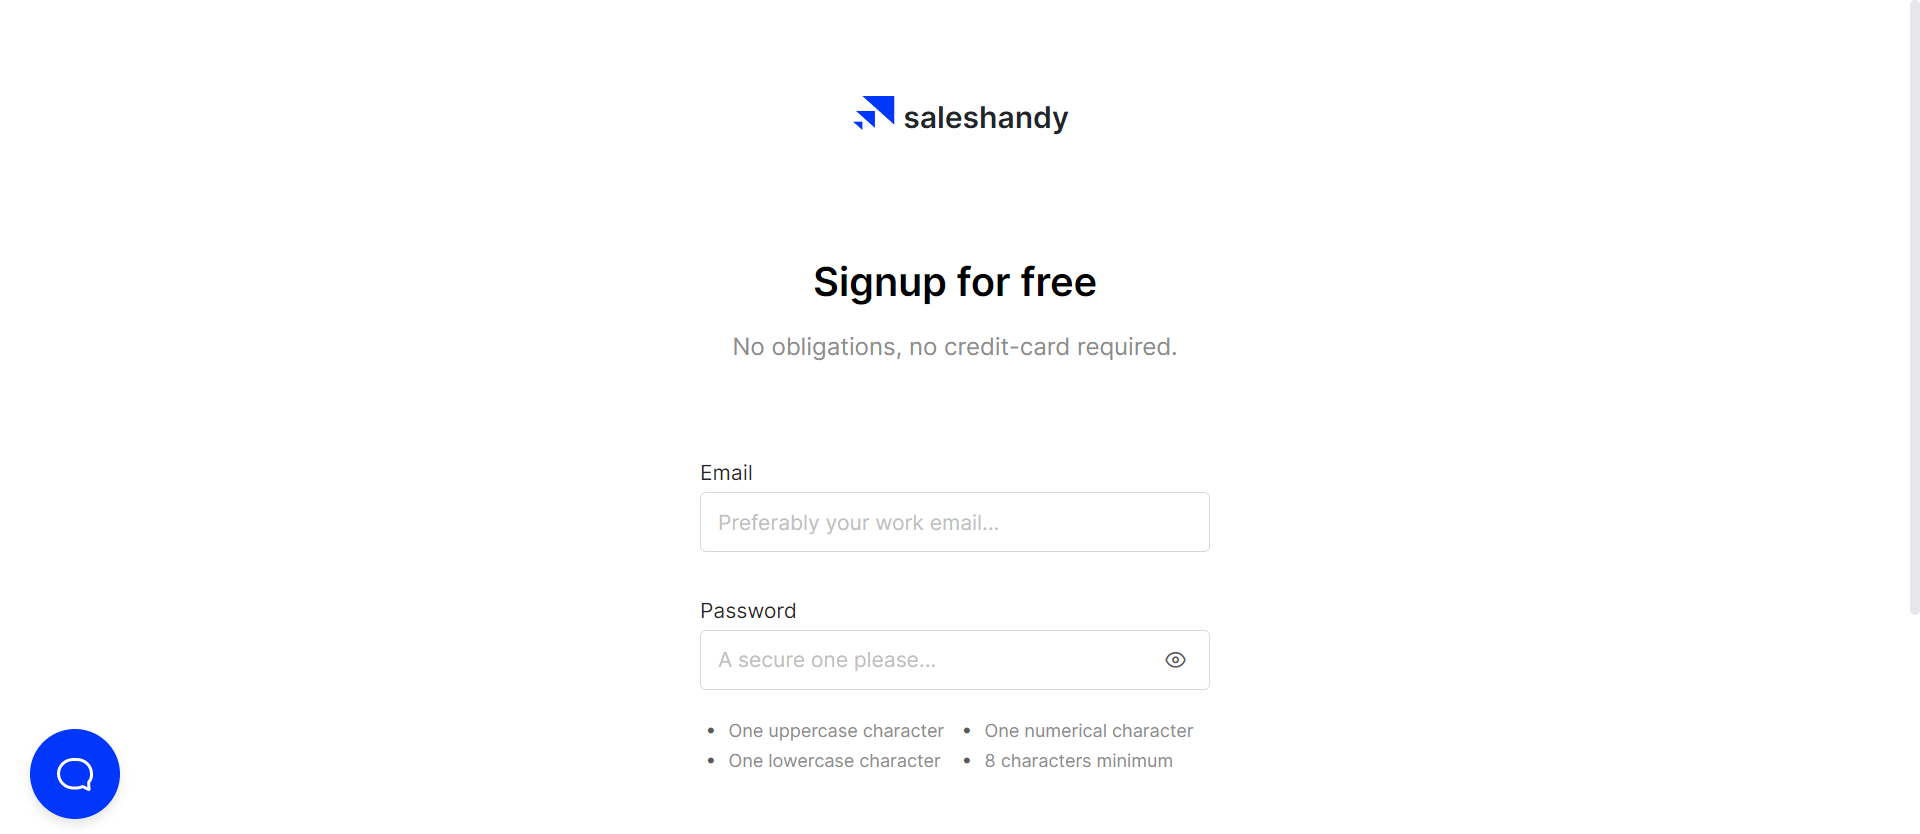 saleshandy
Signup for free
No obligations, no credit-card required.
Email
Preferably your work email...
Password
A secure one please...
One uppercase character
One numerical character
One lowercase character
8 characters minimum